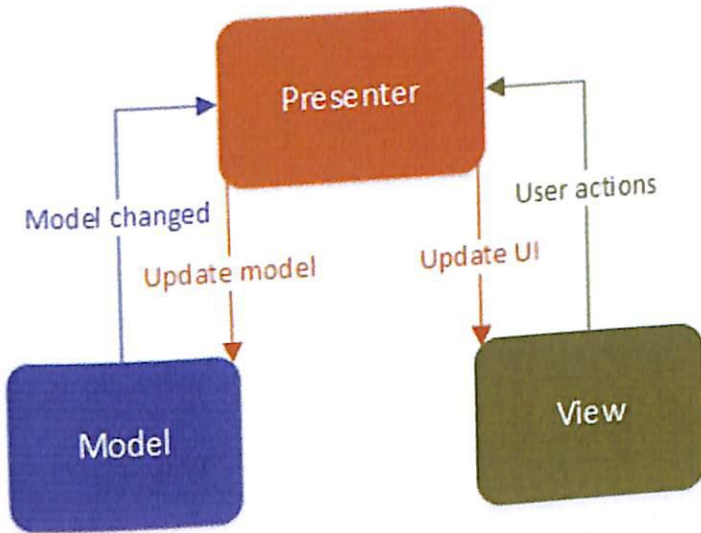 Presenter
Model changed
User actions
Update model
Update UI
Model
View